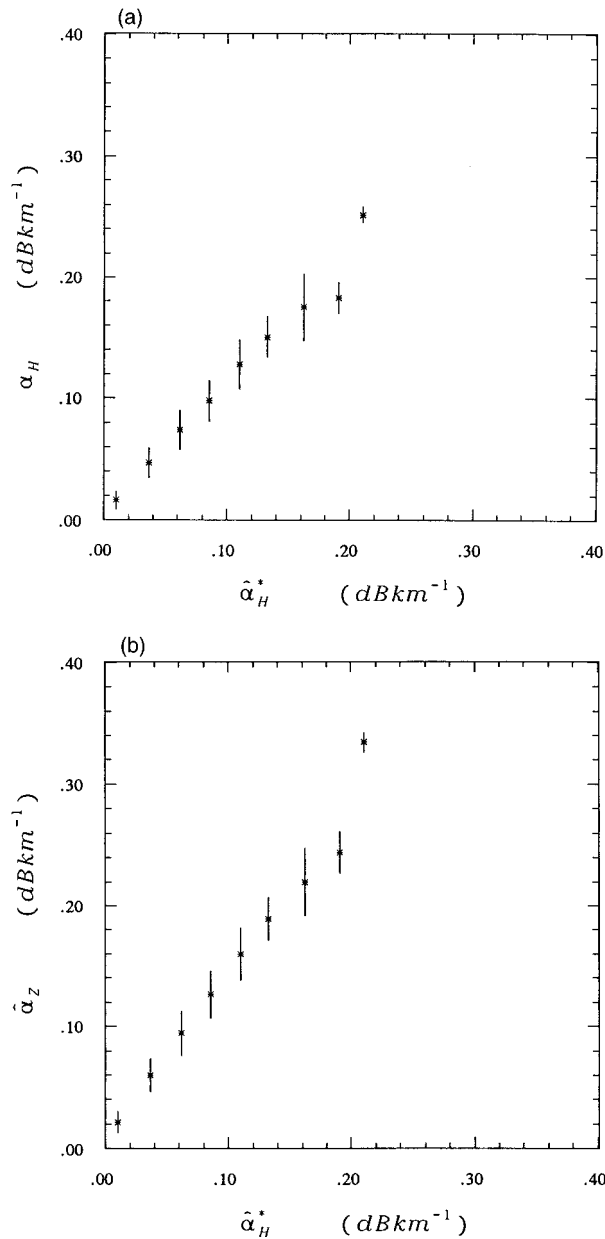 (a)
.40
.30
.20
.10
.00
α_H (dBkm⁻¹)
.00 .10 .20 .30 .40
α̂*_H (dBkm⁻¹)
(b)
.40
.30
.20
.10
.00
α̂_Z (dBkm⁻¹)
.00 .10 .20 .30 .40
α̂*_H (dBkm⁻¹)